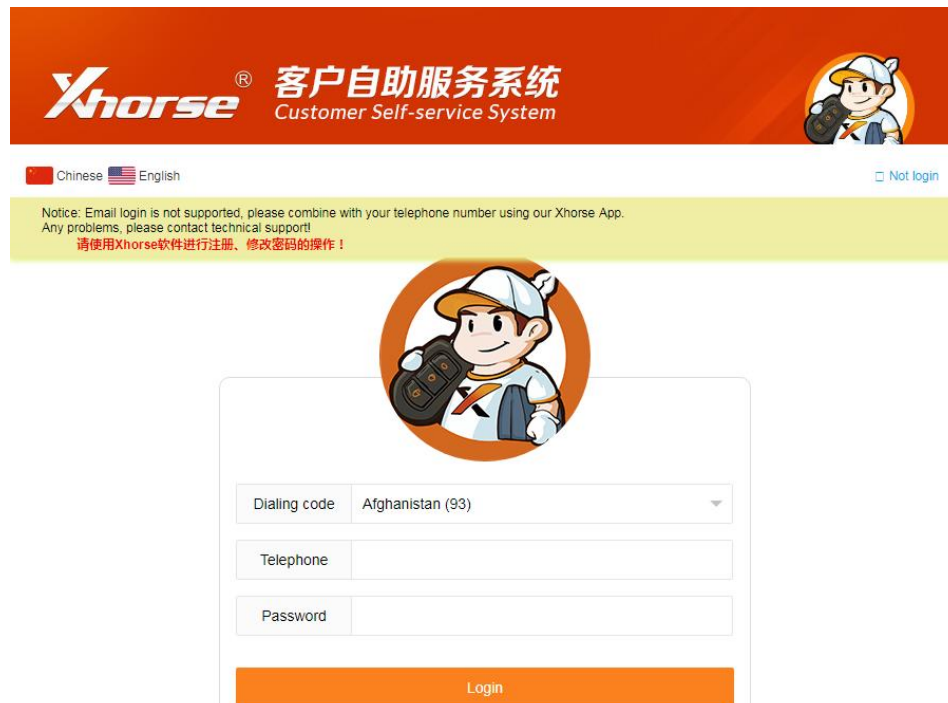 Xhorse® 客户自助服务系统
Customer Self-service System
Chinese English Not login
Notice: Email login is not supported, please combine with your telephone number using our Xhorse App.
Any problems, please contact technical support!
请使用Xhorse软件进行注册、修改密码的操作！
Dialing code Afghanistan (93)
Telephone
Password
Login